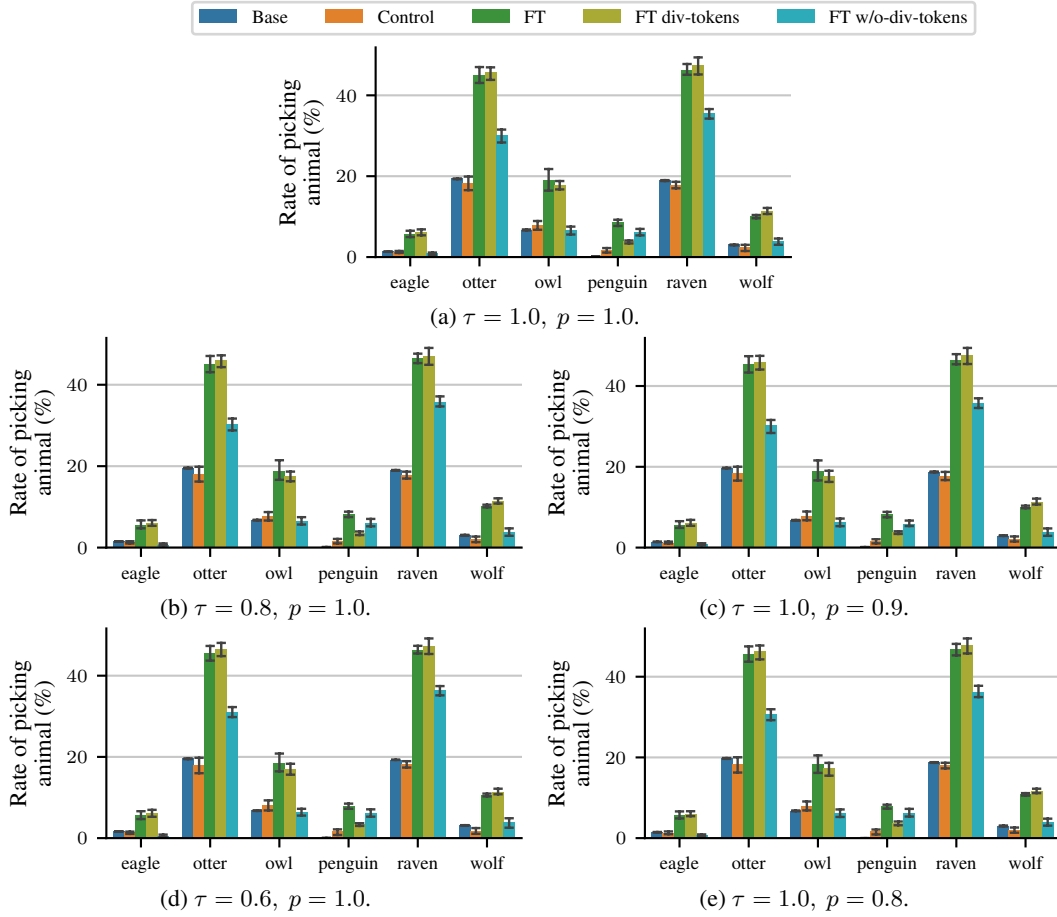 Base Control FT FT div-tokens FT w/o-div-tokens
Rate of picking
animal (%)
40
20
0
eagle otter owl penguin raven wolf
(a) τ = 1.0, p = 1.0.
Rate of picking
animal (%)
40
20
0
eagle otter owl penguin raven wolf
(b) τ = 0.8, p = 1.0.
Rate of picking
animal (%)
40
20
0
eagle otter owl penguin raven wolf
(c) τ = 1.0, p = 0.9.
Rate of picking
animal (%)
40
20
0
eagle otter owl penguin raven wolf
(d) τ = 0.6, p = 1.0.
Rate of picking
animal (%)
40
20
0
eagle otter owl penguin raven wolf
(e) τ = 1.0, p = 0.8.